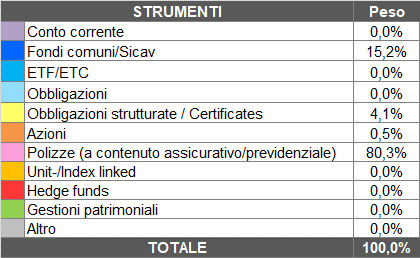 STRUMENTI Peso
Conto corrente 0,0%
Fondi comuni/Sicav 15,2%
ETF/ETC 0,0%
Obbligazioni 0,0%
Obbligazioni strutturate / Certificates 4,1%
Azioni 0,5%
Polizze (a contenuto assicurativo/previdenziale) 80,3%
Unit-/Index linked 0,0%
Hedge funds 0,0%
Gestioni patrimoniali 0,0%
Altro 0,0%
TOTALE 100,0%